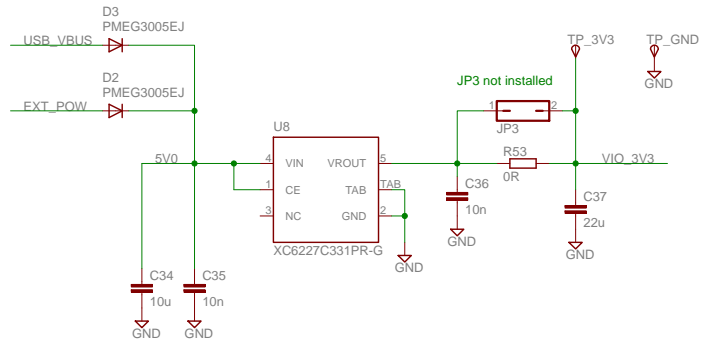 D3
PMEG3005EJ
USB_VBUS
D2
PMEG3005EJ
EXT_POW
TP_3V3
TP_GND
GND
JP3 not installed
1
2
JP3
U8
5V0
4
VIN
VROUT
5
R53
0R
VIO_3V3
1
CE
TAB
TAB
C36
10n
GND
3
NC
GND
2
C37
22u
GND
XC6227C331PR-G
GND
C34
10u
GND
C35
10n
GND